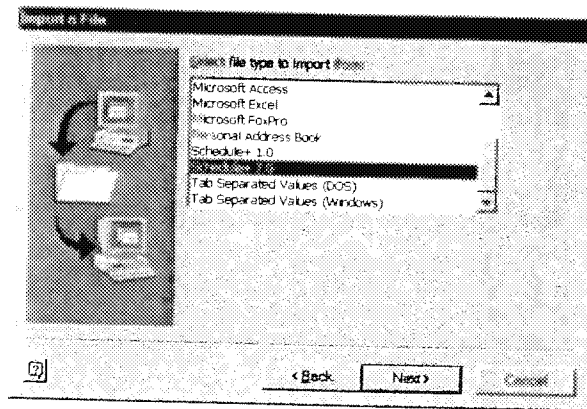 Import a File
Select file type to import from:
Microsoft Access
Microsoft Excel
Microsoft FoxPro
Personal Address Book
Schedule+ 1.0
Tab Separated Values (DOS)
Tab Separated Values (Windows)
?
< Back
Next >
Cancel